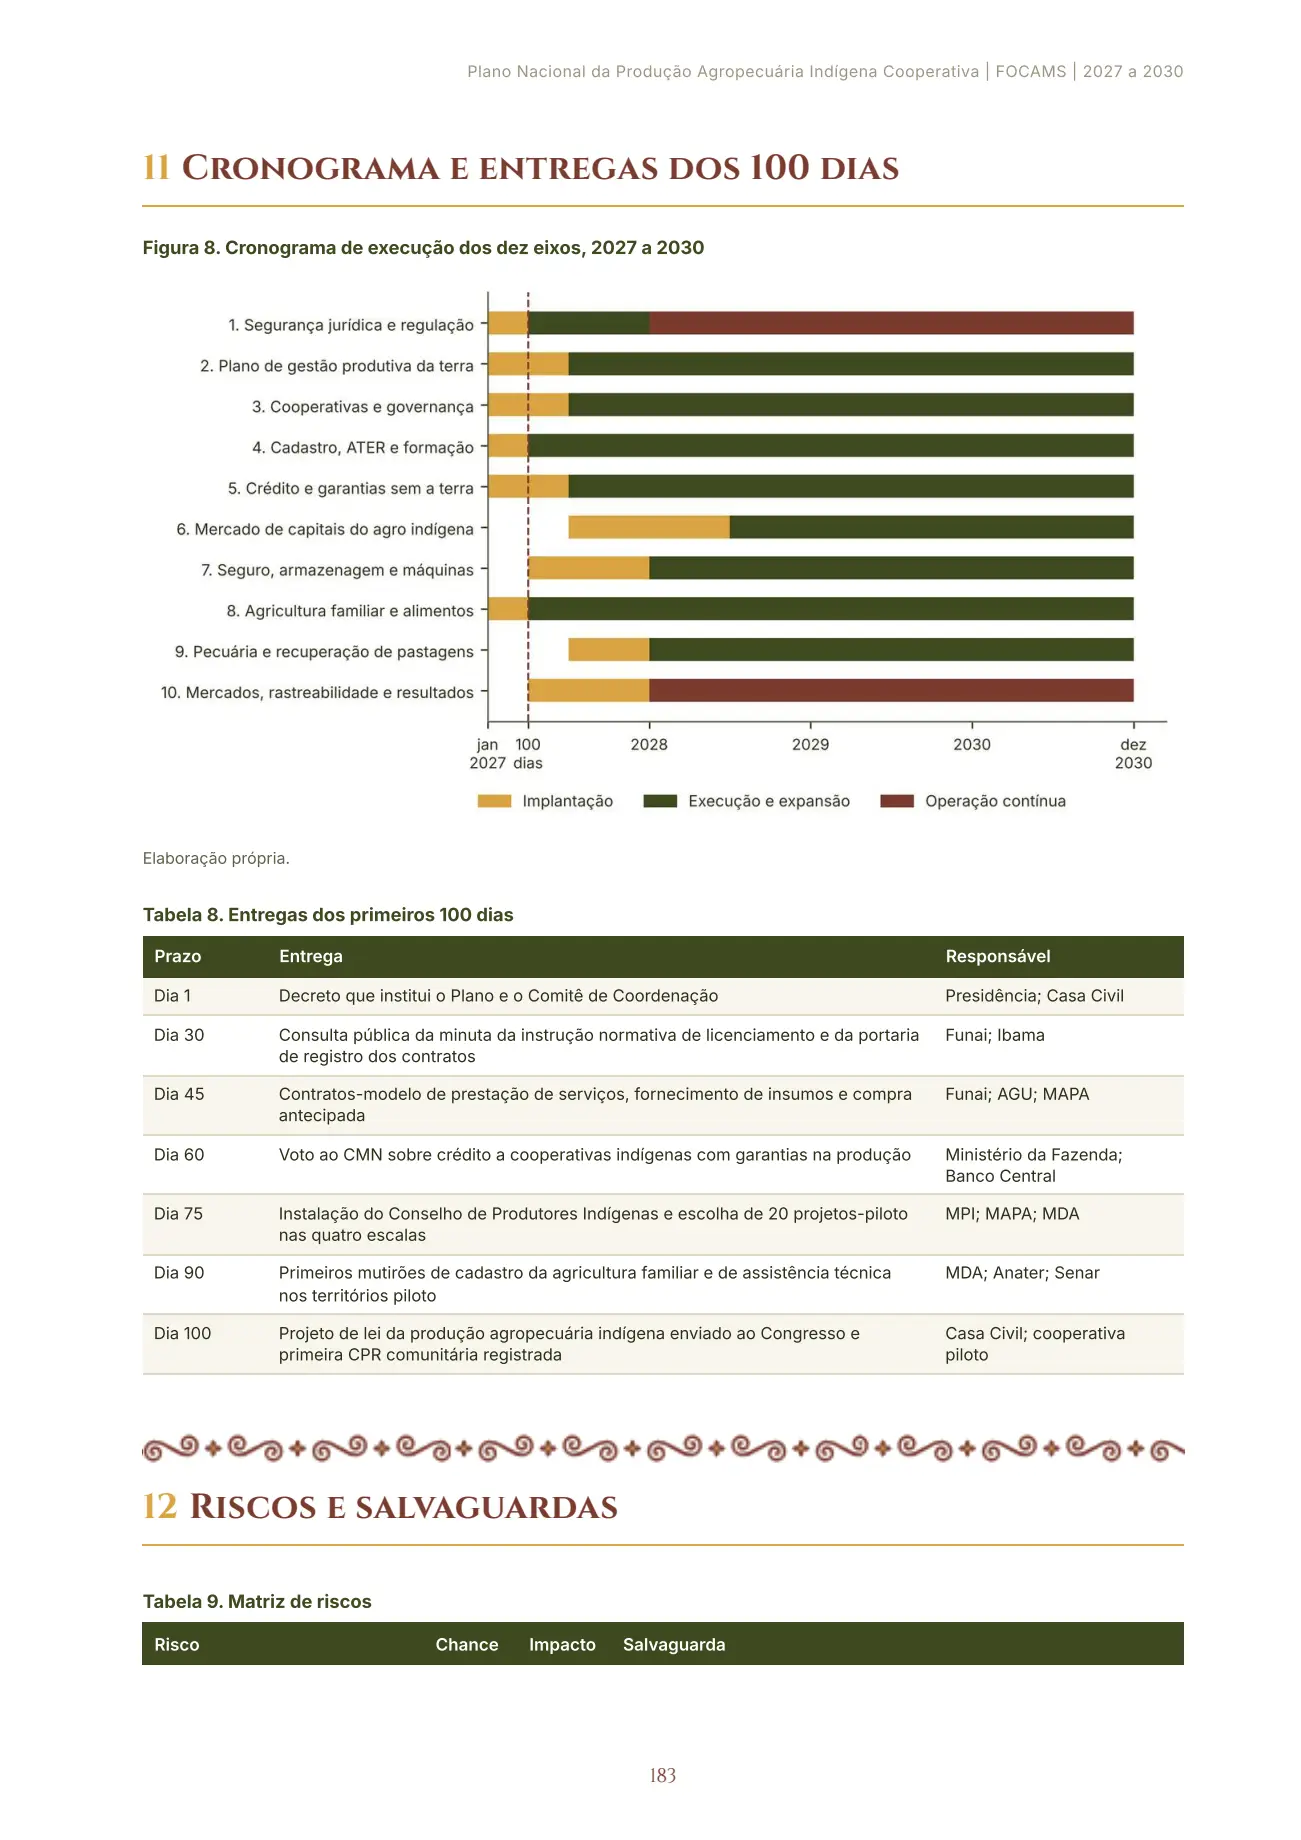 Plano Nacional da Produção Agropecuária Indígena Cooperativa | FOCAMS | 2027 a 2030
11 Cronograma e entregas dos 100 dias
Figura 8. Cronograma de execução dos dez eixos, 2027 a 2030
1. Segurança jurídica e regulação
2. Plano de gestão produtiva da terra
3. Cooperativas e governança
4. Cadastro, ATER e formação
5. Crédito e garantias sem a terra
6. Mercado de capitais do agro indígena
7. Seguro, armazenagem e máquinas
8. Agricultura familiar e alimentos
9. Pecuária e recuperação de pastagens
10. Mercados, rastreabilidade e resultados
jan 100 2028 2029 2030 dez
2027 dias 2030
Implantação Execução e expansão Operação contínua
Elaboração própria.
Tabela 8. Entregas dos primeiros 100 dias
Prazo Entrega Responsável
Dia 1 Decreto que institui o Plano e o Comitê de Coordenação Presidência; Casa Civil
Dia 30 Consulta pública da minuta da instrução normativa de licenciamento e da portaria Funai; Ibama
de registro dos contratos
Dia 45 Contratos-modelo de prestação de serviços, fornecimento de insumos e compra Funai; AGU; MAPA
antecipada
Dia 60 Voto ao CMN sobre crédito a cooperativas indígenas com garantias na produção Ministério da Fazenda;
Banco Central
Dia 75 Instalação do Conselho de Produtores Indígenas e escolha de 20 projetos-piloto MPI; MAPA; MDA
nas quatro escalas
Dia 90 Primeiros mutirões de cadastro da agricultura familiar e de assistência técnica MDA; Anater; Senar
nos territórios piloto
Dia 100 Projeto de lei da produção agropecuária indígena enviado ao Congresso e Casa Civil; cooperativa
primeira CPR comunitária registrada piloto
12 Riscos e salvaguardas
Tabela 9. Matriz de riscos
Risco Chance Impacto Salvaguarda
183